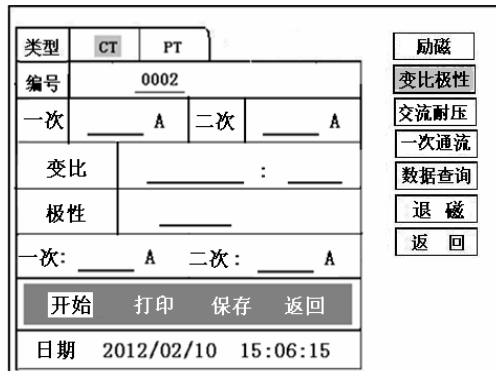 类型 CT PT
编号 0002
一次 A 二次 A
变比 :
极性
一次: A 二次: A
开始 打印 保存 返回
日期 2012/02/10 15:06:15
励磁
变比极性
交流耐压
一次通流
数据查询
退 磁
返 回